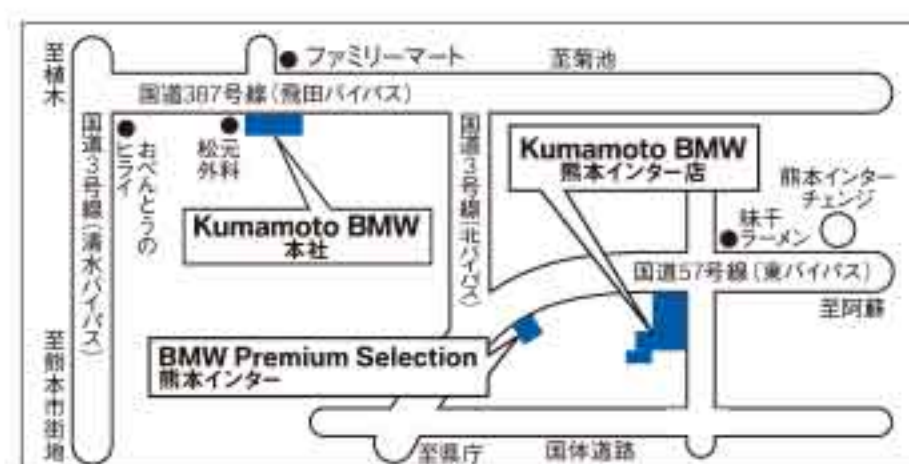 至植木
ファミリーマート
至菊池
国道387号線(飛田バイパス)
国道3号線(清水バイパス)
おべんとうの
ヒライ
松元
外科
Kumamoto BMW
本社
国道3号線(北バイパス)
Kumamoto BMW
熊本インター店
熊本インター
チェンジ
味千
ラーメン
国道57号線(東バイパス)
至阿蘇
BMW Premium Selection
熊本インター
至熊本市街地
至県庁
国体道路